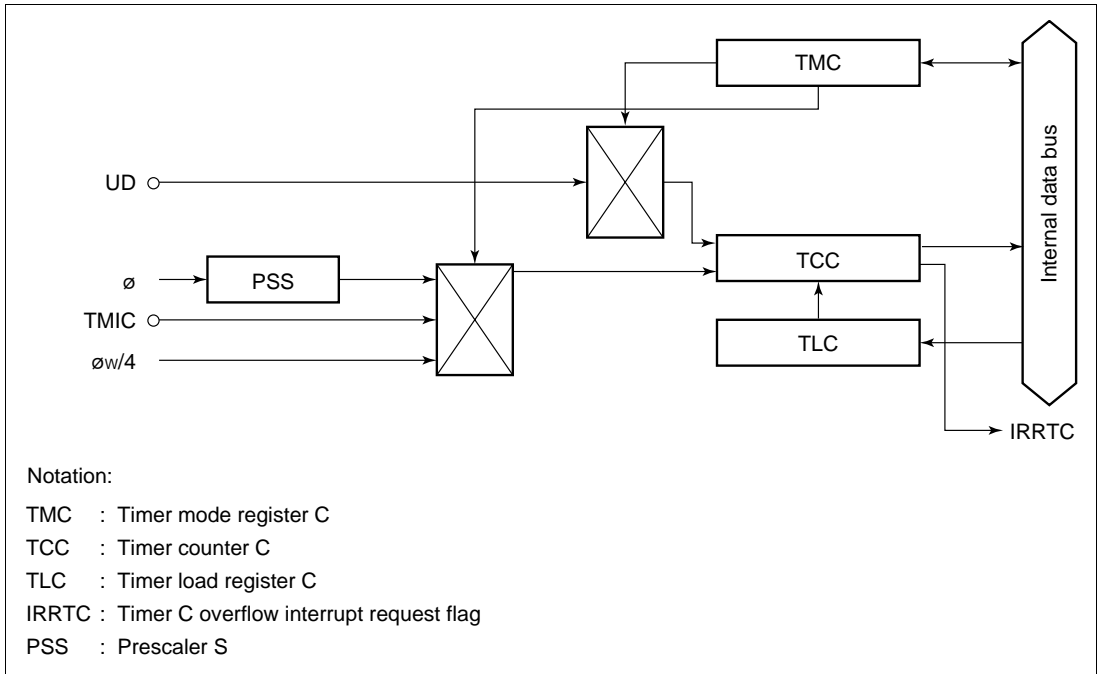 TMC
UD
TCC
ø
PSS
TMIC
øw/4
TLC
Internal data bus
IRRTC
Notation:
TMC : Timer mode register C
TCC : Timer counter C
TLC : Timer load register C
IRRTC : Timer C overflow interrupt request flag
PSS : Prescaler S